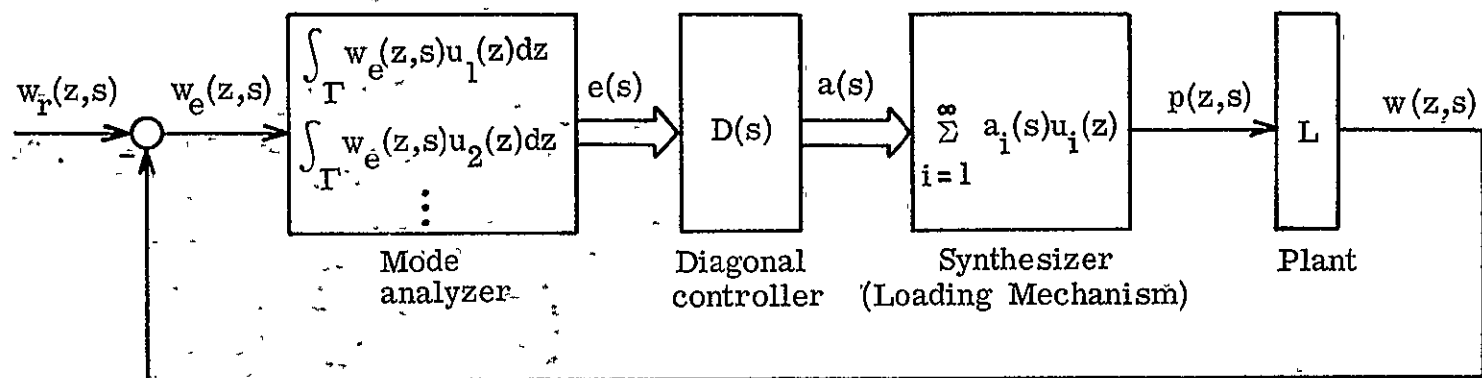 w_r(z,s)
w_e(z,s)
∫_Γ w_e(z,s)u_1(z)dz
∫_Γ w_e(z,s)u_2(z)dz
⋮
e(s)
D(s)
a(s)
∞
Σ a_i(s)u_i(z)
i=1
p(z,s)
L
w(z,s)
−
Mode
analyzer
Diagonal
controller
Synthesizer
(Loading Mechanism)
Plant